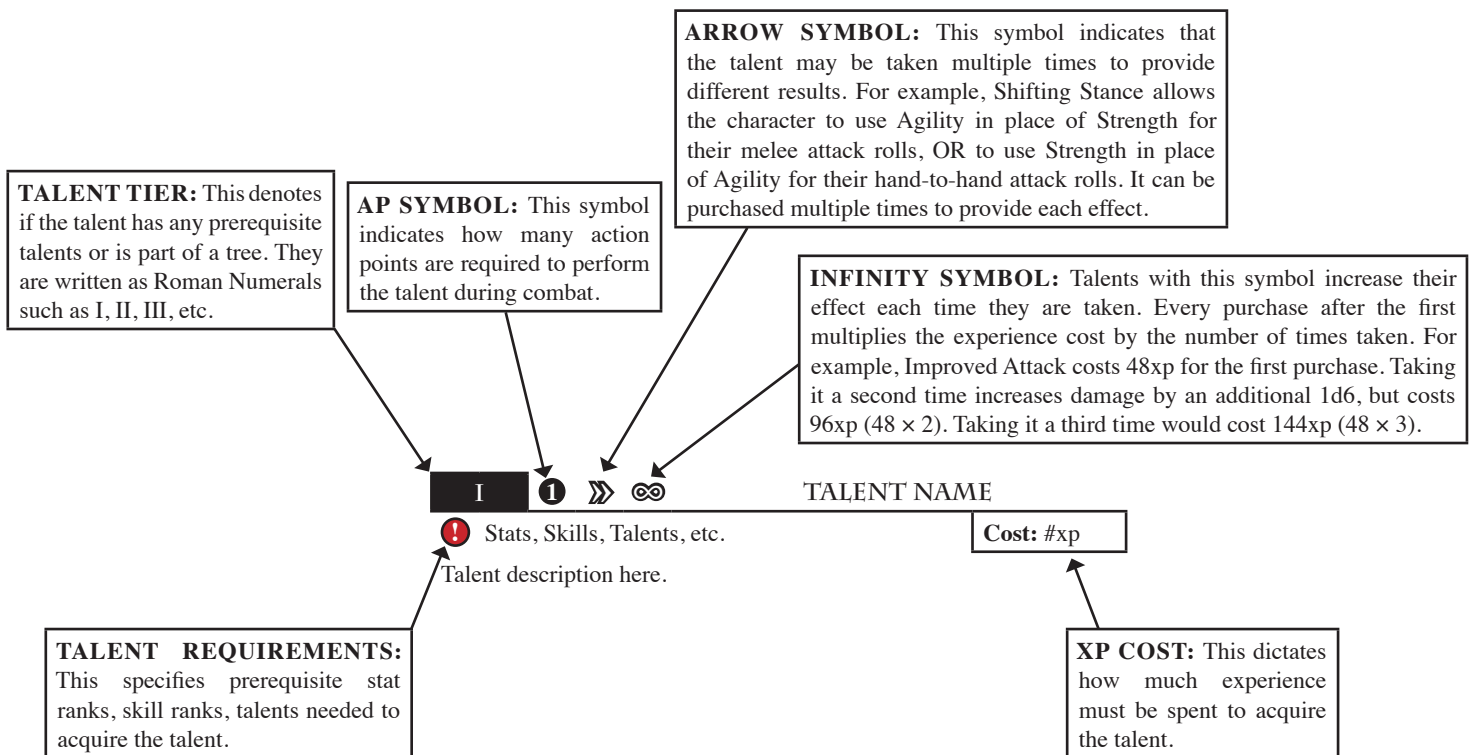 ARROW SYMBOL: This symbol indicates that
the talent may be taken multiple times to provide
different results. For example, Shifting Stance allows
the character to use Agility in place of Strength for
their melee attack rolls, OR to use Strength in place
of Agility for their hand-to-hand attack rolls. It can be
purchased multiple times to provide each effect.
TALENT TIER: This denotes
if the talent has any prerequisite
talents or is part of a tree. They
are written as Roman Numerals
such as I, II, III, etc.
AP SYMBOL: This symbol
indicates how many action
points are required to perform
the talent during combat.
INFINITY SYMBOL: Talents with this symbol increase their
effect each time they are taken. Every purchase after the first
multiplies the experience cost by the number of times taken. For
example, Improved Attack costs 48xp for the first purchase. Taking
it a second time increases damage by an additional 1d6, but costs
96xp (48 × 2). Taking it a third time would cost 144xp (48 × 3).
I 1 TALENT NAME
! Stats, Skills, Talents, etc.
Cost: #xp
Talent description here.
TALENT REQUIREMENTS:
This specifies prerequisite stat
ranks, skill ranks, talents needed to
acquire the talent.
XP COST: This dictates
how much experience
must be spent to acquire
the talent.